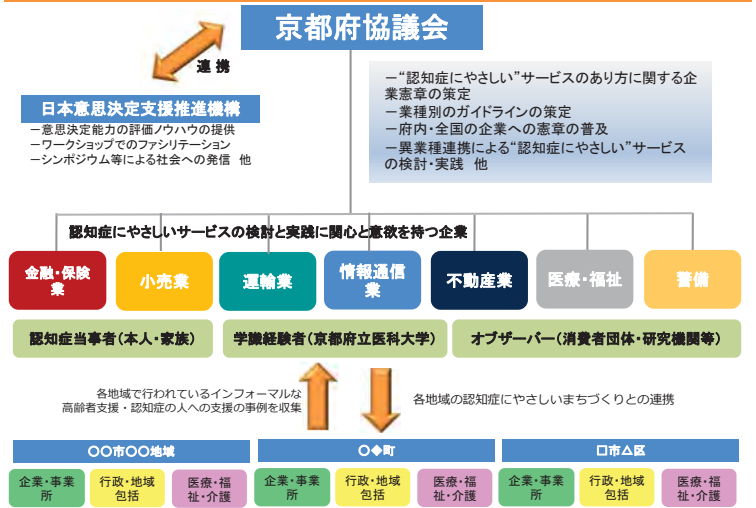 京都府協議会
連 携
日本意思決定支援推進機構
－意思決定能力の評価ノウハウの提供
－ワークショップでのファシリテーション
－シンポジウム等による社会への発信　他
－“認知症にやさしい”サービスのあり方に関する企
業憲章の策定
－業種別のガイドラインの策定
－府内・全国の企業への憲章の普及
－異業種連携による“認知症にやさしい”サービス
の検討・実践　他
認知症にやさしいサービスの検討と実践に関心と意欲を持つ企業
金融・保険
業
小売業
運輸業
情報通信
業
不動産業
医療・福祉
警備
認知症当事者（本人・家族）
学識経験者（京都府立医科大学）
オブザーバー（消費者団体・研究機関等）
各地域で行われているインフォーマルな
高齢者支援・認知症の人への支援の事例を収集
各地域の認知症にやさしいまちづくりとの連携
〇〇市〇〇地域
企業・事業
所
行政・地域
包括
医療・福
祉・介護
〇◆町
企業・事業
所
行政・地域
包括
医療・福
祉・介護
□市△区
企業・事業
所
行政・地域
包括
医療・福
祉・介護